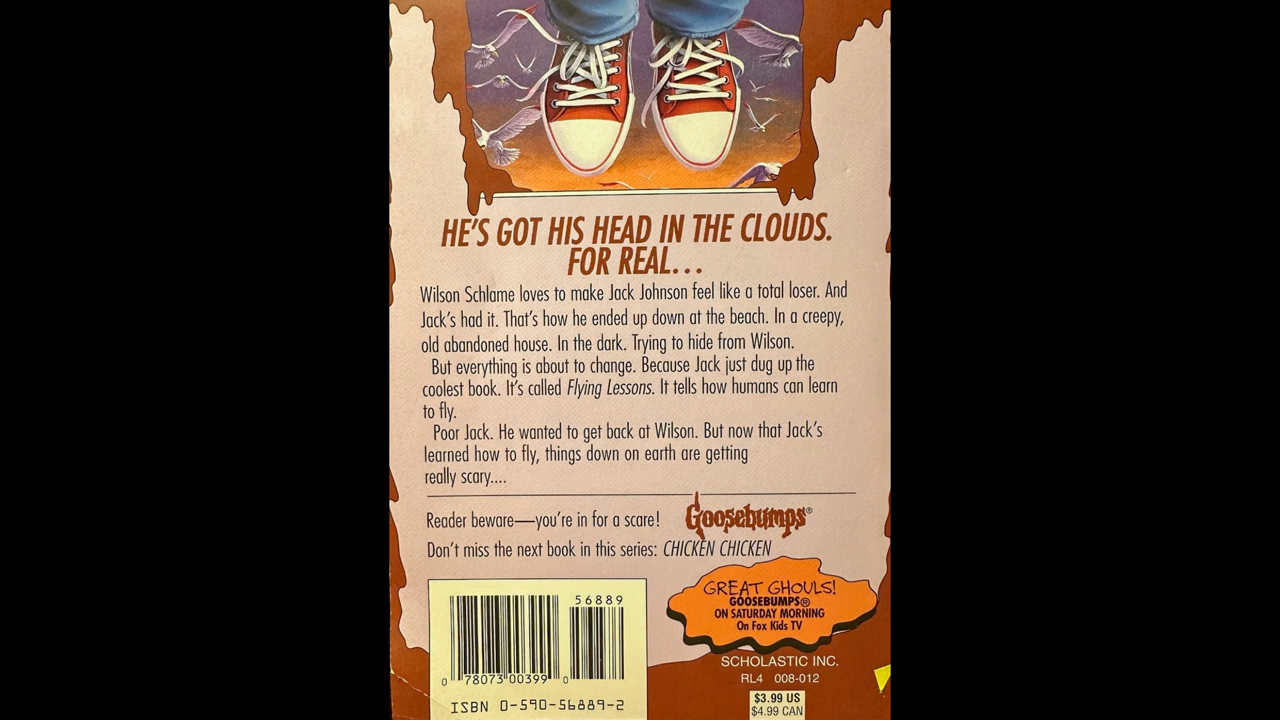 HE'S GOT HIS HEAD IN THE CLOUDS.
FOR REAL...
Wilson Schlame loves to make Jack Johnson feel like a total loser. And
Jack's had it. That's how he ended up down at the beach. In a creepy,
old abandoned house. In the dark. Trying to hide from Wilson.
But everything is about to change. Because Jack just dug up the
coolest book. It's called Flying Lessons. It tells how humans can learn
to fly.
Poor Jack. He wanted to get back at Wilson. But now that Jack's
learned how to fly, things down on earth are getting
really scary....
Reader beware—you're in for a scare! Goosebumps®
Don't miss the next book in this series: CHICKEN CHICKEN
GREAT GHOULS!
GOOSEBUMPS®
ON SATURDAY MORNING
On Fox Kids TV
56889
0 78073 00399 0
ISBN 0-590-56889-2
SCHOLASTIC INC.
RL4 008-012
$3.99 US
$4.99 CAN